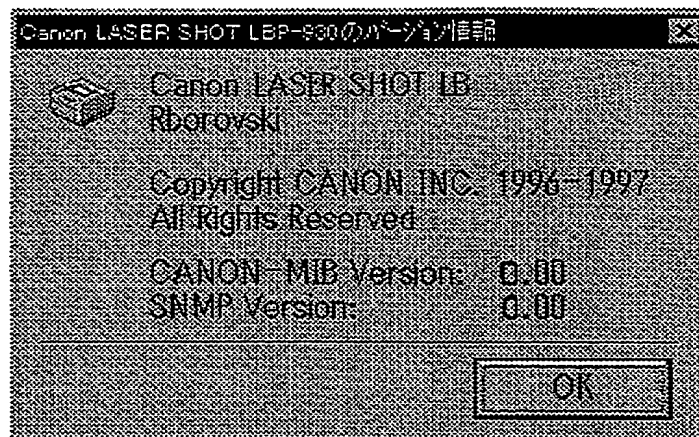 Canon LASER SHOT LBP-930のバージョン情報
Canon LASER SHOT LB
Rborovski
Copyright CANON INC. 1996-1997
All Rights Reserved
CANON-MIB Version: 0.00
SNMP Version: 0.00
OK